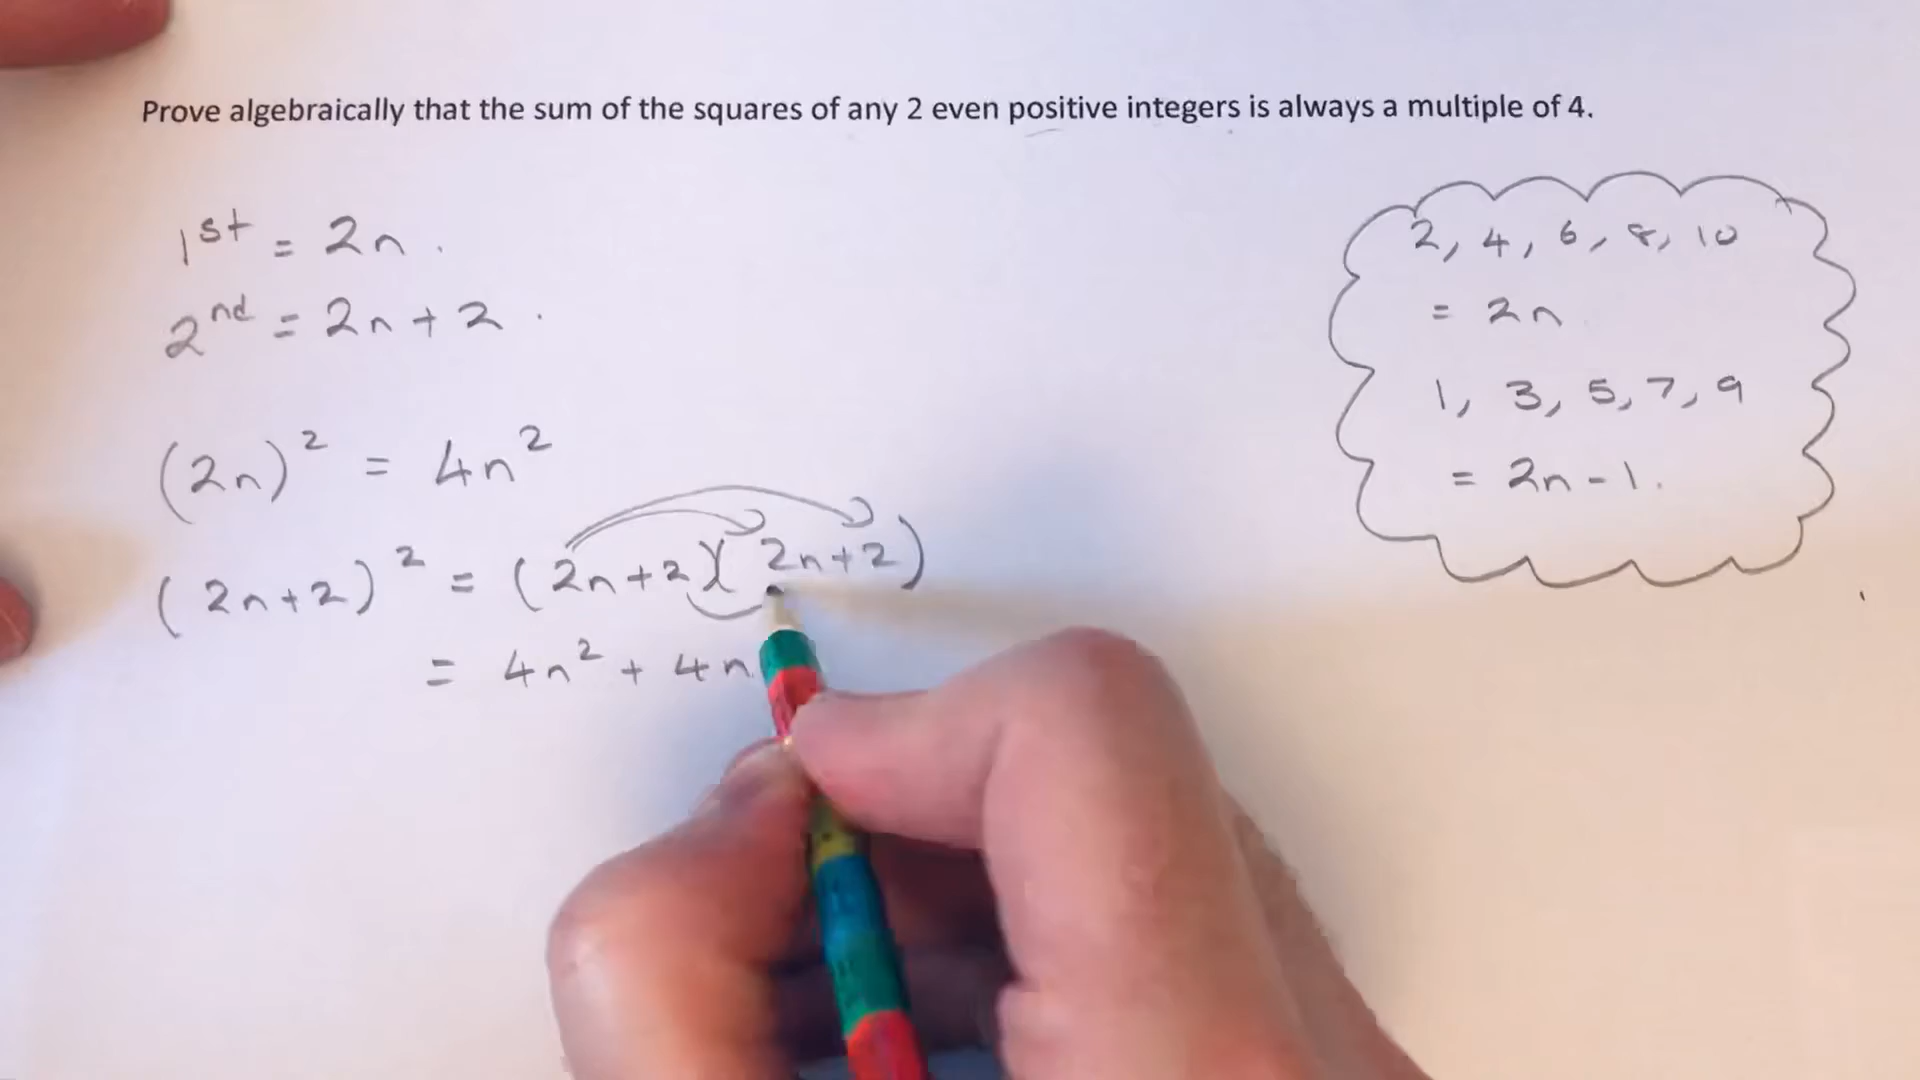 Prove algebraically that the sum of the squares of any 2 even positive integers is always a multiple of 4.
1st = 2n.
2nd = 2n+2.
(2n)² = 4n²
(2n+2)² = (2n+2)(2n+2)
= 4n² + 4n
2, 4, 6, 8, 10
= 2n
1, 3, 5, 7, 9
= 2n-1.